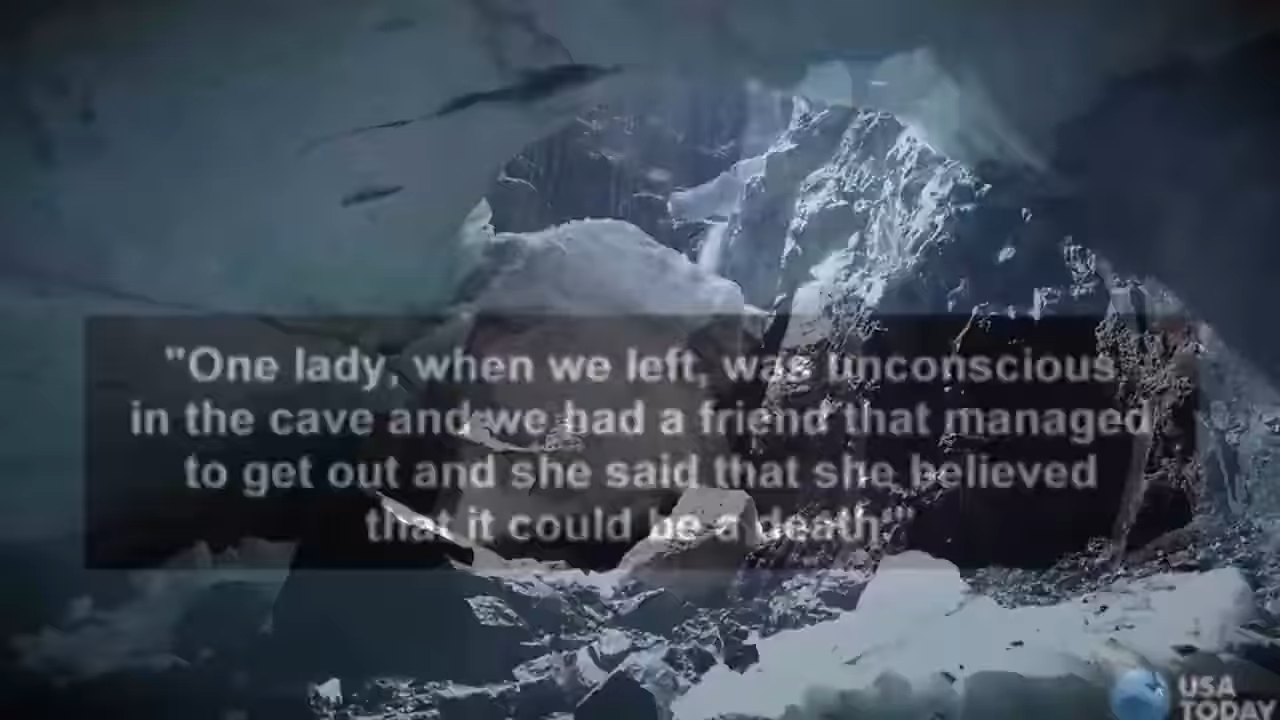 "One lady, when we left, was unconscious
in the cave and we had a friend that managed
to get out and she said that she believed
that it could be a death"
USA
TODAY